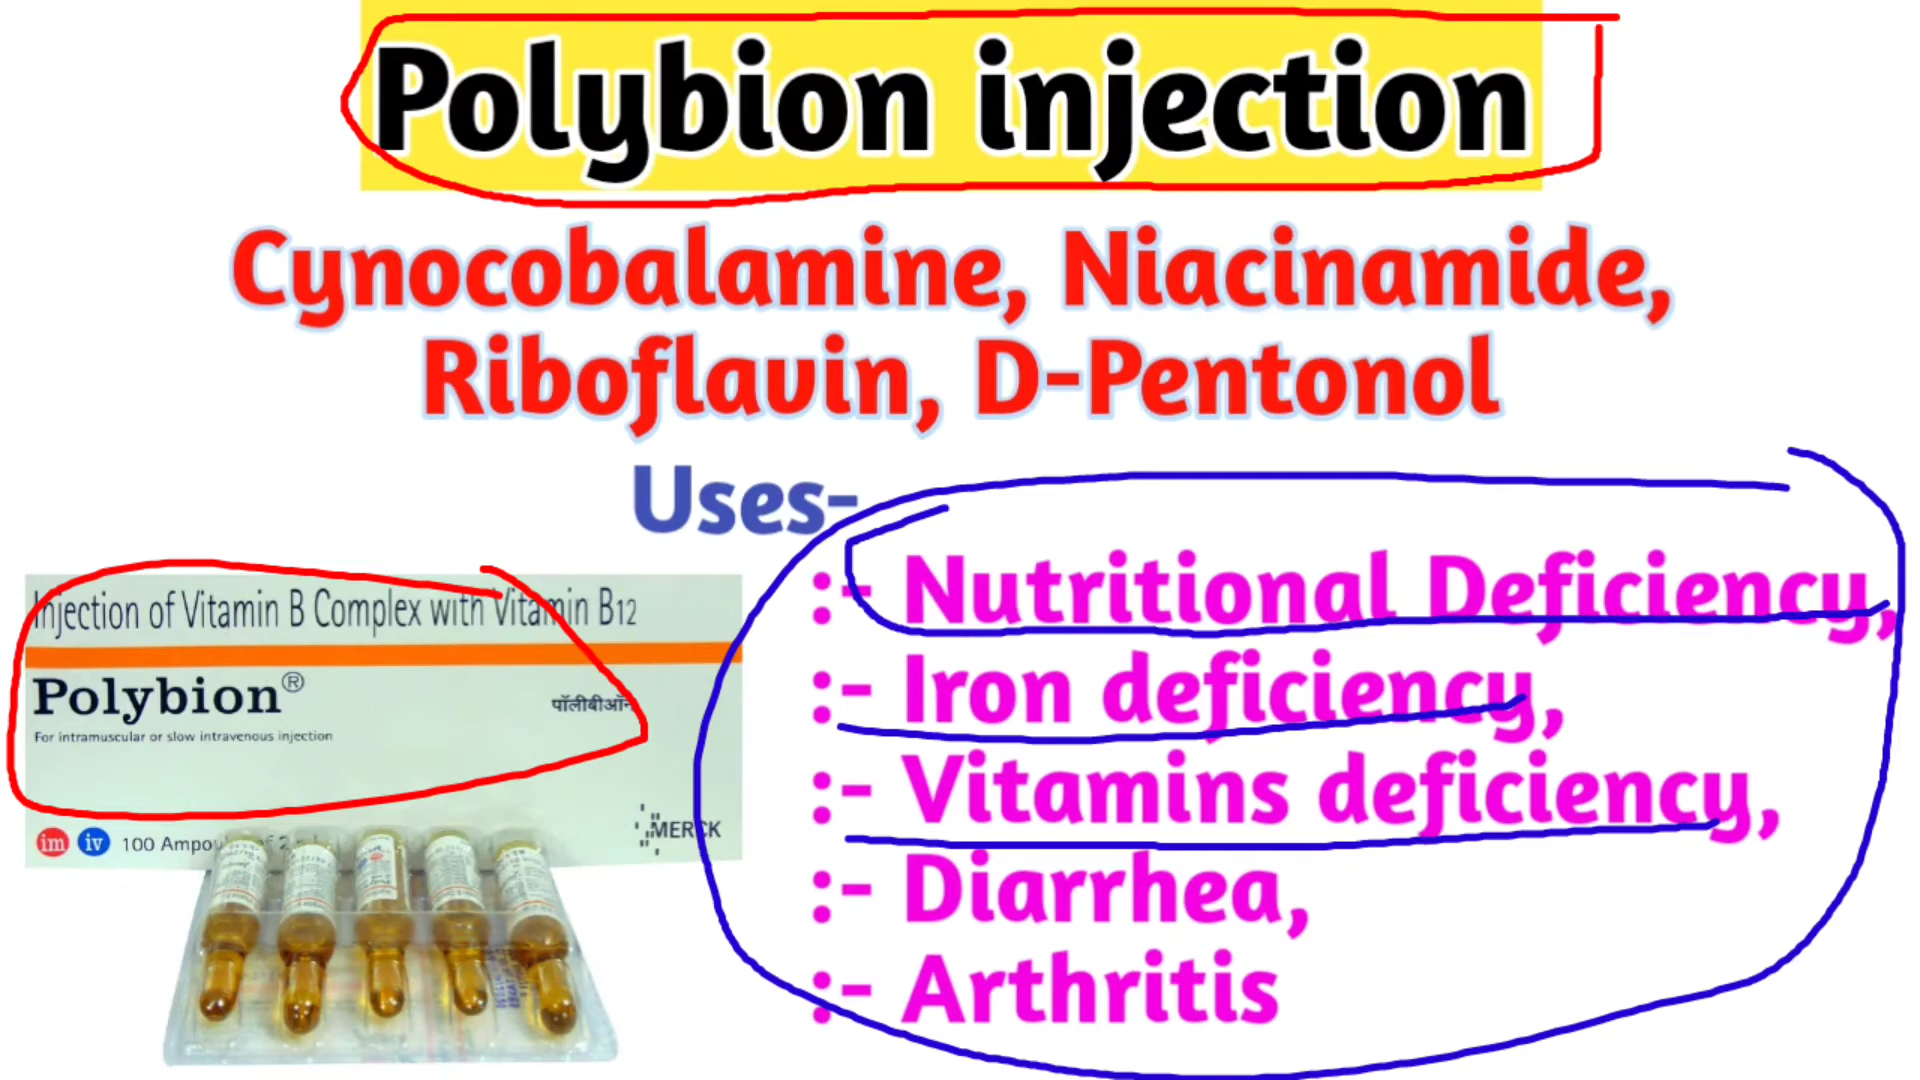 Polybion injection
Cynocobalamine, Niacinamide,
Riboflavin, D-Pentonol
Uses-
:- Nutritional Deficiency,
:- Iron deficiency,
:- Vitamins deficiency,
:- Diarrhea,
:- Arthritis
Injection of Vitamin B Complex with Vitamin B12
Polybion®
पॉलीबीऑन
For intramuscular or slow intravenous injection
im iv 100
MERCK